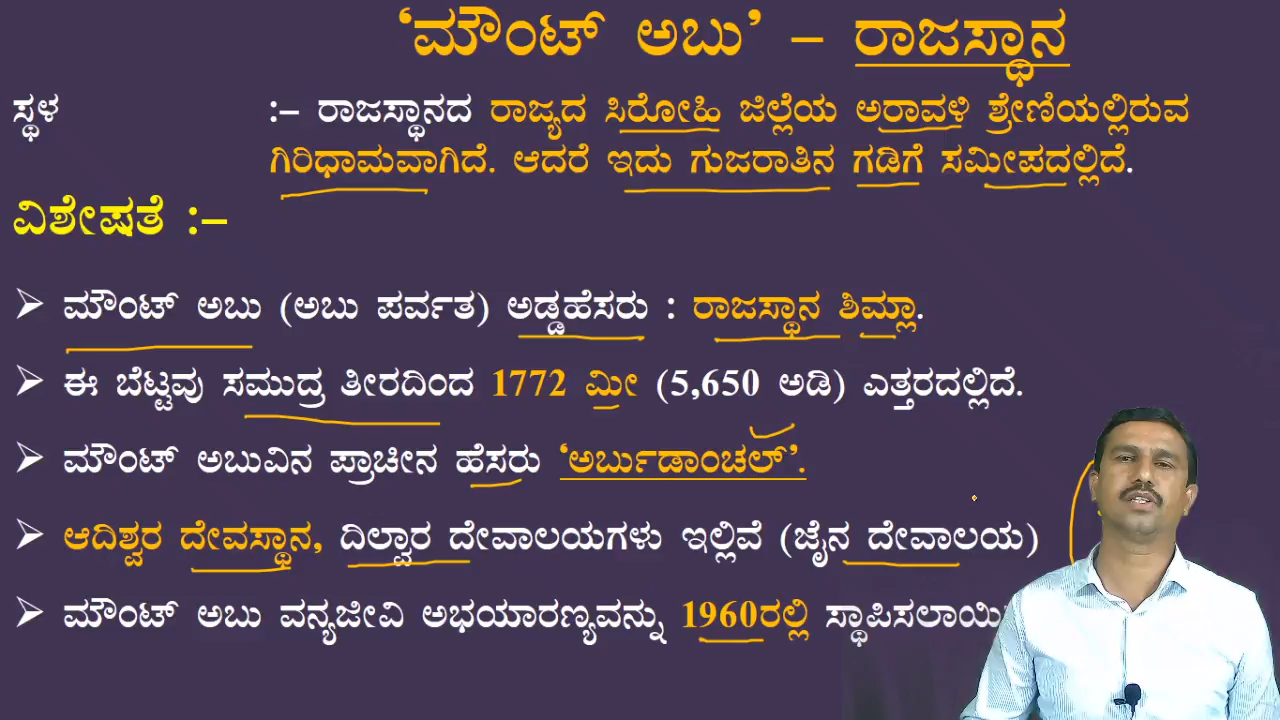 ‘ಮೌಂಟ್ ಅಬು’ – ರಾಜಸ್ಥಾನ
ಸ್ಥಳ :– ರಾಜಸ್ಥಾನದ ರಾಜ್ಯದ ಸಿರೋಹಿ ಜಿಲ್ಲೆಯ ಅರಾವಳಿ ಶ್ರೇಣಿಯಲ್ಲಿರುವ
ಗಿರಿಧಾಮವಾಗಿದೆ. ಆದರೆ ಇದು ಗುಜರಾತಿನ ಗಡಿಗೆ ಸಮೀಪದಲ್ಲಿದೆ.
ವಿಶೇಷತೆ :–
➢ ಮೌಂಟ್ ಅಬು (ಅಬು ಪರ್ವತ) ಅಡ್ಡಹೆಸರು : ರಾಜಸ್ಥಾನ ಶಿಮ್ಲಾ.
➢ ಈ ಬೆಟ್ಟವು ಸಮುದ್ರ ತೀರದಿಂದ 1772 ಮೀ (5,650 ಅಡಿ) ಎತ್ತರದಲ್ಲಿದೆ.
➢ ಮೌಂಟ್ ಅಬುವಿನ ಪ್ರಾಚೀನ ಹೆಸರು ‘ಅರ್ಬುಡಾಂಚಲ್’.
➢ ಆದಿಶ್ವರ ದೇವಸ್ಥಾನ, ದಿಲ್ವಾರ ದೇವಾಲಯಗಳು ಇಲ್ಲಿವೆ (ಜೈನ ದೇವಾಲಯ)
➢ ಮೌಂಟ್ ಅಬು ವನ್ಯಜೀವಿ ಅಭಯಾರಣ್ಯವನ್ನು 1960ರಲ್ಲಿ